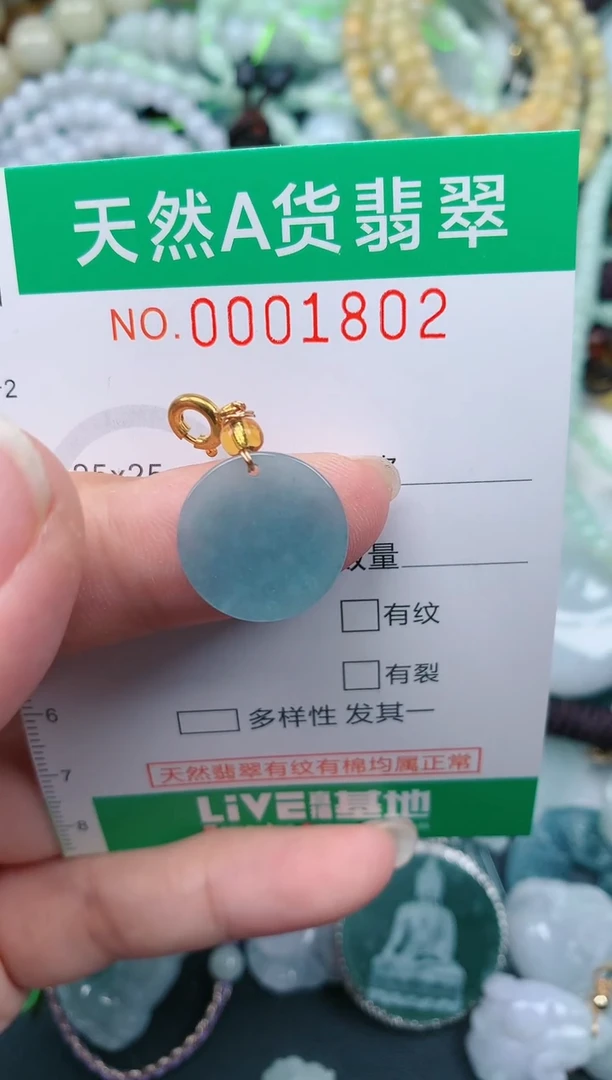 天然A货翡翠
NO.0001802
25×25
数量
有纹
有裂
多样性 发其一
6
天然翡翠有纹有棉均属正常
7
LiVE 基地
8